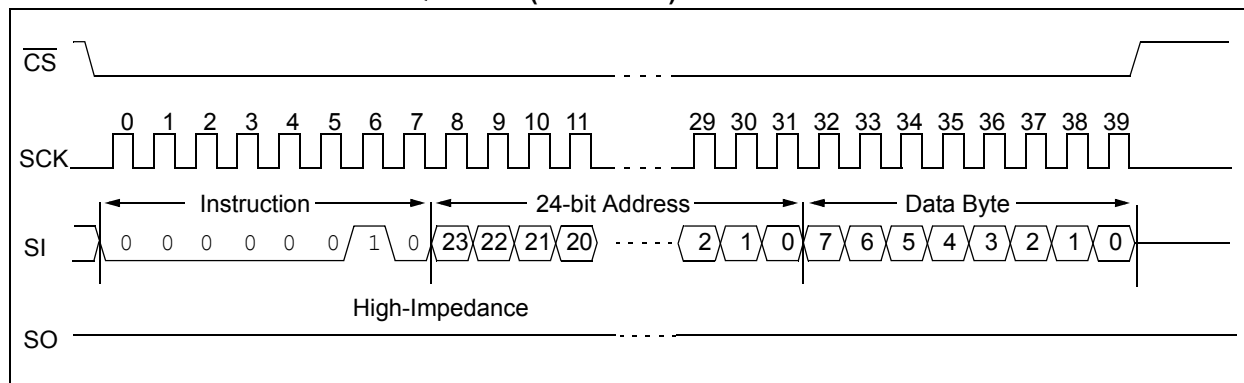 CS
0 1 2 3 4 5 6 7 8 9 10 11 29 30 31 32 33 34 35 36 37 38 39
SCK
Instruction 24-bit Address Data Byte
SI 0 0 0 0 0 0 1 0 23 22 21 20 2 1 0 7 6 5 4 3 2 1 0
High-Impedance
SO